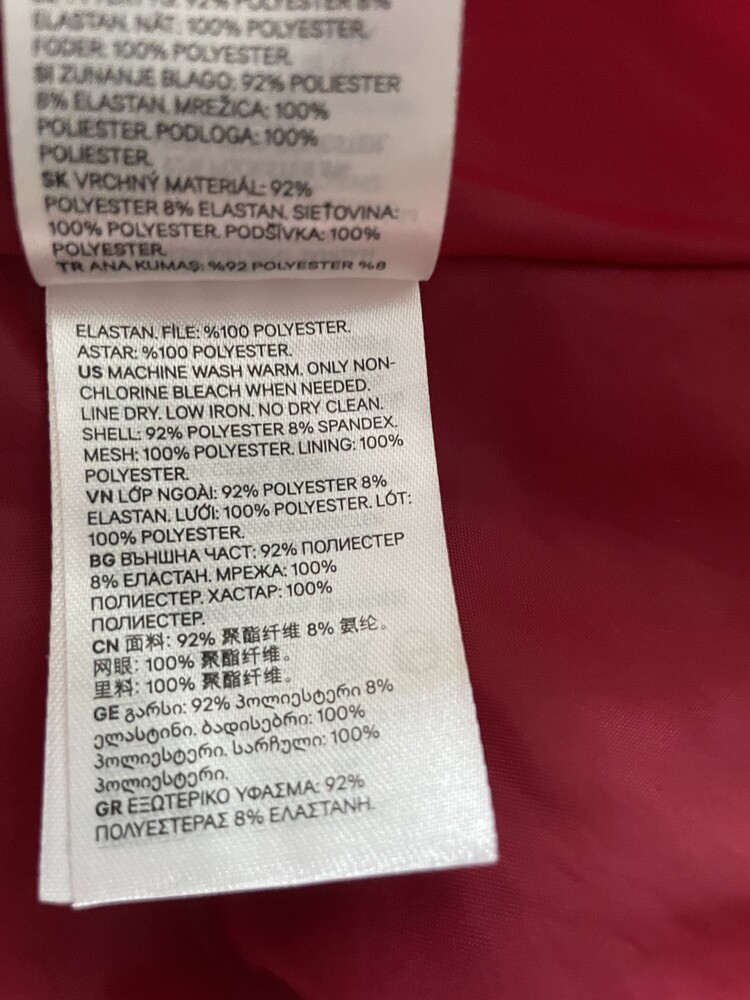 92% POLYESTER 8%
ELASTAN. NÄT: 100% POLYESTER.
FODER: 100% POLYESTER.
SI ZUNANJE BLAGO: 92% POLIESTER
8% ELASTAN. MREŽICA: 100%
POLIESTER. PODLOGA: 100%
POLIESTER.
SK VRCHNÝ MATERIÁL: 92%
POLYESTER 8% ELASTAN. SIEŤOVINA:
100% POLYESTER. PODŠÍVKA: 100%
POLYESTER.
TR ANA KUMAŞ: %92 POLYESTER %8
ELASTAN. FİLE: %100 POLYESTER.
ASTAR: %100 POLYESTER.
US MACHINE WASH WARM. ONLY NON-
CHLORINE BLEACH WHEN NEEDED.
LINE DRY. LOW IRON. NO DRY CLEAN.
SHELL: 92% POLYESTER 8% SPANDEX.
MESH: 100% POLYESTER. LINING: 100%
POLYESTER.
VN LỚP NGOÀI: 92% POLYESTER 8%
ELASTAN. LƯỚI: 100% POLYESTER. LÓT:
100% POLYESTER.
BG ВЪНШНА ЧАСТ: 92% ПОЛИЕСТЕР
8% ЕЛАСТАН. МРЕЖА: 100%
ПОЛИЕСТЕР. ХАСТАР: 100%
ПОЛИЕСТЕР.
CN 面料: 92% 聚酯纤维 8% 氨纶。
网眼: 100% 聚酯纤维。
里料: 100% 聚酯纤维。
GE გარსი: 92% პოლიესტერი 8%
ელასტინი. ბადისებრი: 100%
პოლიესტერი. სარჩული: 100%
პოლიესტერი.
GR ΕΞΩΤΕΡΙΚΟ ΥΦΑΣΜΑ: 92%
ΠΟΛΥΕΣΤΕΡΑΣ 8% ΕΛΑΣΤΑΝΗ.